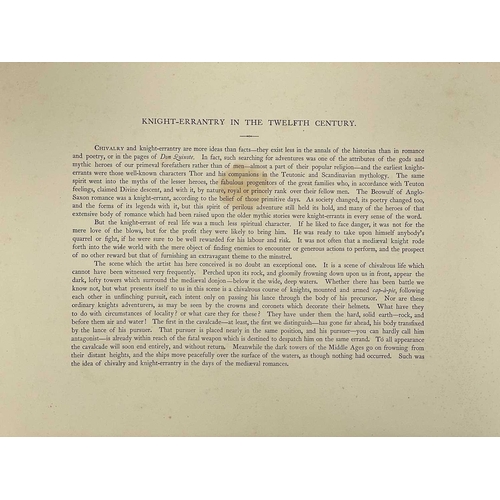 KNIGHT-ERRANTRY IN THE TWELFTH CENTURY.
CHIVALRY and knight-errantry are more ideas than facts—they exist less in the annals of the historian than in romance
and poetry, or in the pages of Don Quixote. In fact, such searching for adventures was one of the attributes of the gods and
mythic heroes of our primeval forefathers rather than of men—almost a part of their popular religion—and the earliest knight-
errants were those well-known characters Thor and his companions in the Teutonic and Scandinavian mythology. The same
spirit went into the myths of the lesser heroes, the fabulous progenitors of the great families who, in accordance with Teuton
feelings, claimed Divine descent, and with it, by nature, royal or princely rank over their fellow men. The Beowulf of Anglo-
Saxon romance was a knight-errant, according to the belief of those primitive days. As society changed, its poetry changed too,
and the forms of its legends with it, but this spirit of perilous adventure still held its hold, and many of the heroes of that
extensive body of romance which had been raised upon the older mythic stories were knight-errants in every sense of the word.
But the knight-errant of real life was a much less spiritual character. If he liked to face danger, it was not for the
mere love of the blows, but for the profit they were likely to bring him. He was ready to take upon himself anybody's
quarrel or fight, if he were sure to be well rewarded for his labour and risk. It was not often that a mediæval knight rode
forth into the wide world with the mere object of finding enemies to encounter or generous actions to perform, and the prospect
of no other reward but that of furnishing an extravagant theme to the minstrel.
The scene which the artist has here conceived is no doubt an exceptional one. It is a scene of chivalrous life which
cannot have been witnessed very frequently. Perched upon its rock, and gloomily frowning down upon us in front, appear the
dark, lofty towers which surround the mediæval donjon—below it the wide, deep waters. Whether there has been battle we
know not, but what presents itself to us in this scene is a chivalrous course of knights, mounted and armed cap-à-pie, following
each other in unflinching pursuit, each intent only on passing his lance through the body of his precursor. Nor are these
ordinary knights adventurers, as may be seen by the crowns and coronets which decorate their helmets. What have they
to do with circumstances of locality? or what care they for these? They have under them the hard, solid earth—rock, and
before them air and water! The first in the cavalcade—at least, the first we distinguish—has gone far ahead, his body transfixed
by the lance of his pursuer. That pursuer is placed nearly in the same position, and his pursuer—you can hardly call him
antagonist—is already within reach of the fatal weapon which is destined to despatch him on the same errand. To all appearance
the cavalcade will soon end entirely, and without return. Meanwhile the dark towers of the Middle Ages go on frowning from
their distant heights, and the ships move peacefully over the surface of the waters, as though nothing had occurred. Such was
the idea of chivalry and knight-errantry in the days of the mediæval romances.